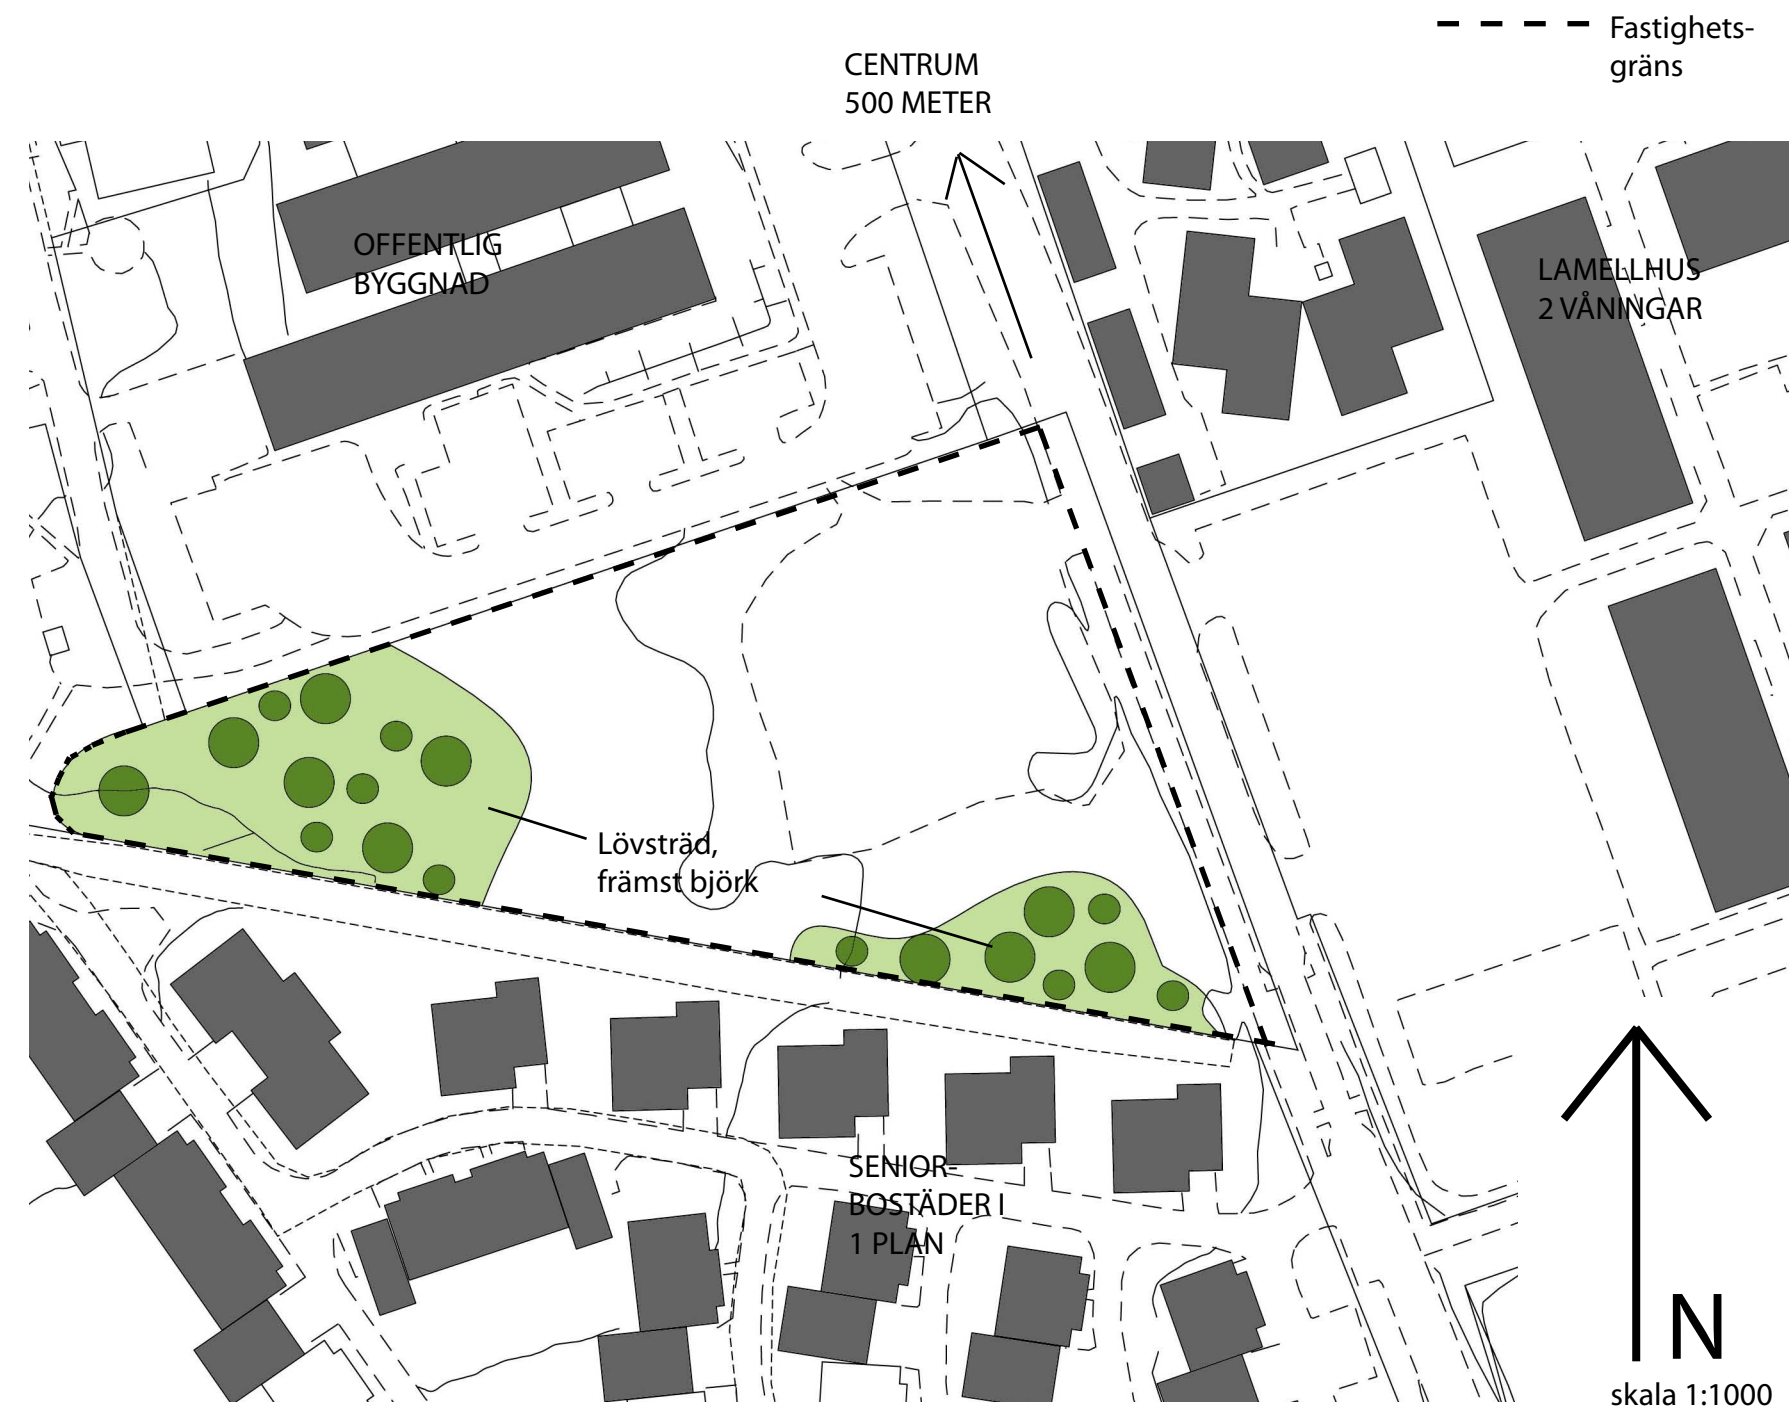 Fastighets-
gräns
CENTRUM
500 METER
OFFENTLIG
BYGGNAD
LAMELLHUS
2 VÅNINGAR
Lövsträd,
främst björk
SENIOR-
BOSTÄDER I
1 PLAN
N
skala 1:1000